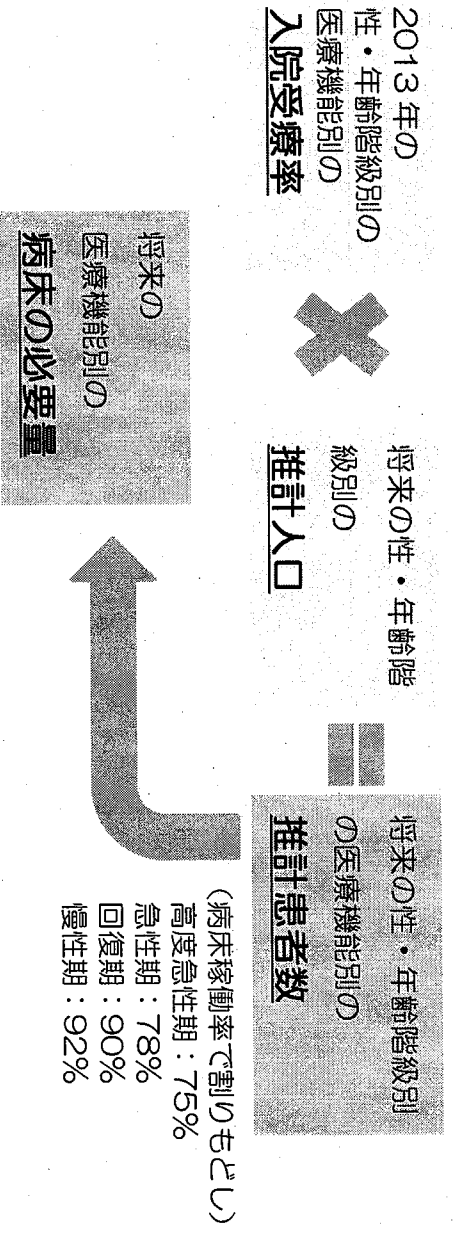 2013年の
性・年齢階級別の
医療機能別の
入院受療率
将来の性・年齢階
級別の
推計人口
将来の性・年齢階級別
の医療機能別の
推計患者数
(病床稼働率で割りもどし)
高度急性期:75%
急性期:78%
回復期:90%
慢性期:92%
将来の
医療機能別の
病床の必要量